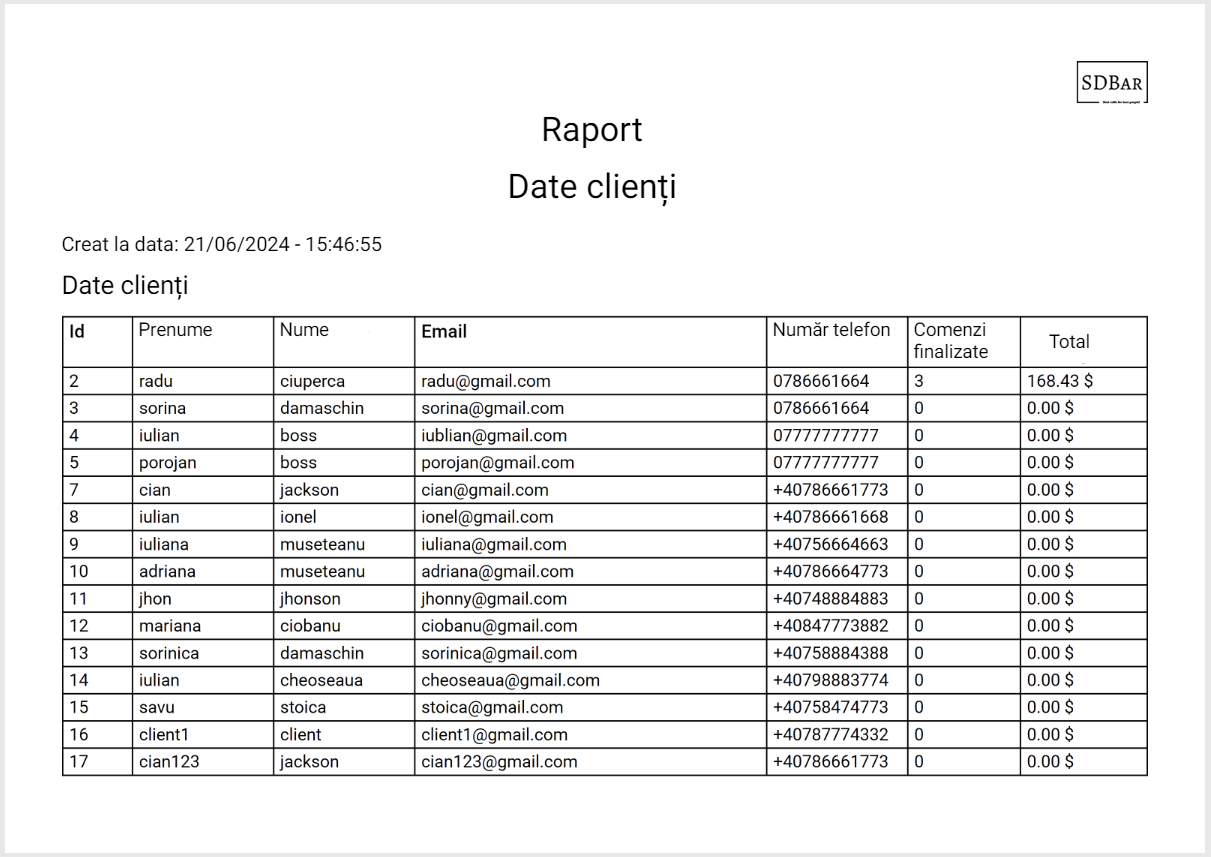 SDBAR
Raport
Date clienți
Creat la data: 21/06/2024 - 15:46:55
Date clienți
Id Prenume Nume Email Număr telefon Comenzi finalizate Total
2 radu ciuperca radu@gmail.com 0786661664 3 168.43 $
3 sorina damaschin sorina@gmail.com 0786661664 0 0.00 $
4 iulian boss iublian@gmail.com 07777777777 0 0.00 $
5 porojan boss porojan@gmail.com 07777777777 0 0.00 $
7 cian jackson cian@gmail.com +40786661773 0 0.00 $
8 iulian ionel ionel@gmail.com +40786661668 0 0.00 $
9 iuliana museteanu iuliana@gmail.com +40756664663 0 0.00 $
10 adriana museteanu adriana@gmail.com +40786664773 0 0.00 $
11 jhon jhonson jhonny@gmail.com +40748884883 0 0.00 $
12 mariana ciobanu ciobanu@gmail.com +40847773882 0 0.00 $
13 sorinica damaschin sorinica@gmail.com +40758884388 0 0.00 $
14 iulian cheoseaua cheoseaua@gmail.com +40798883774 0 0.00 $
15 savu stoica stoica@gmail.com +40758474773 0 0.00 $
16 client1 client client1@gmail.com +40787774332 0 0.00 $
17 cian123 jackson cian123@gmail.com +40786661773 0 0.00 $